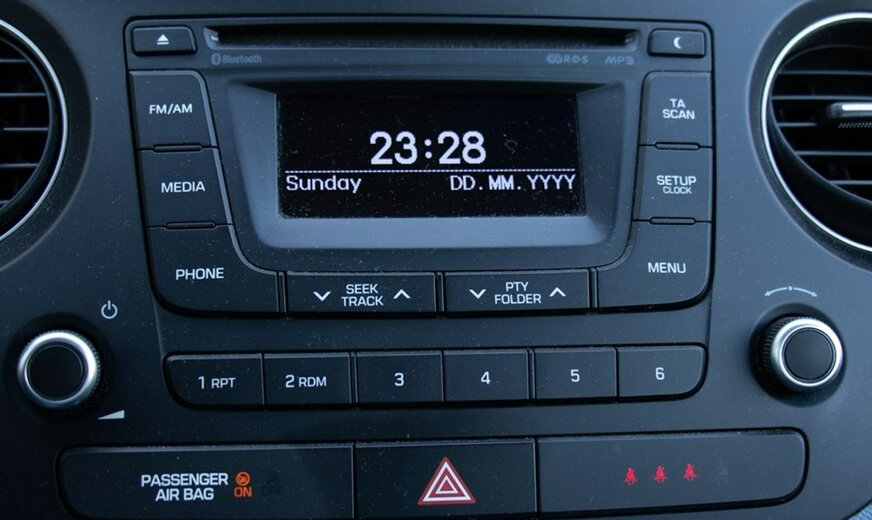 Bluetooth R·D·S MP3
FM/AM
TA
SCAN
23:28
MEDIA
Sunday DD.MM.YYYY
SETUP
CLOCK
PHONE
MENU
SEEK
TRACK
PTY
FOLDER
1 RPT 2 RDM 3 4 5 6
PASSENGER
AIR BAG ON OFF